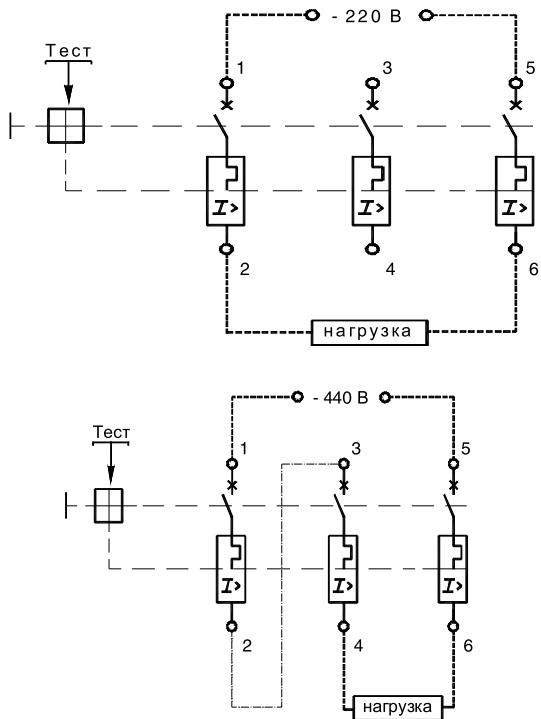 - 220 В
Тест
1 3 5
I> I> I>
2 4 6
нагрузка
- 440 В
Тест
1 3 5
I> I> I>
2 4 6
нагрузка